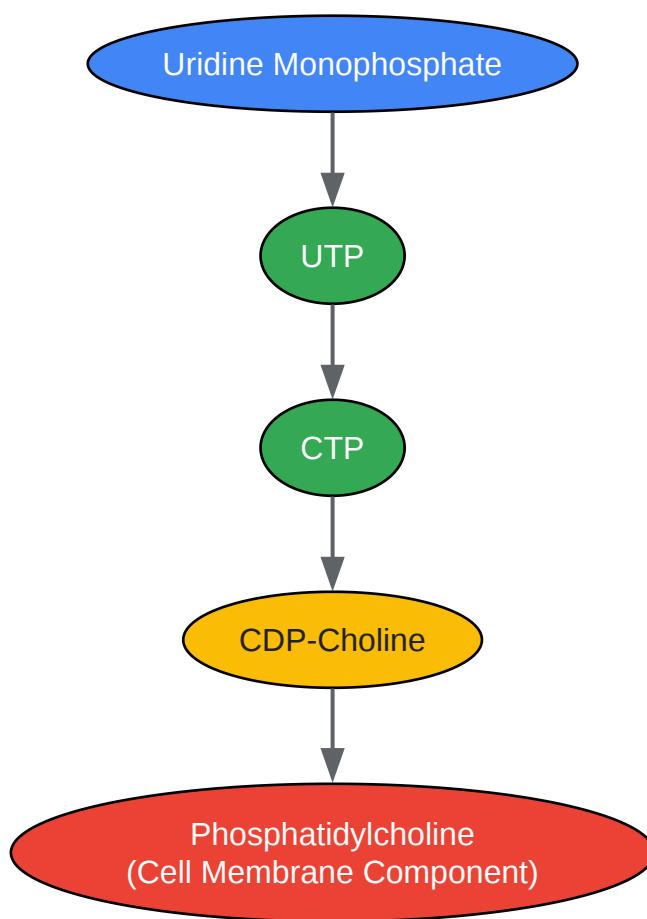 Uridine Monophosphate
UTP
CTP
CDP-Choline
Phosphatidylcholine
(Cell Membrane Component)